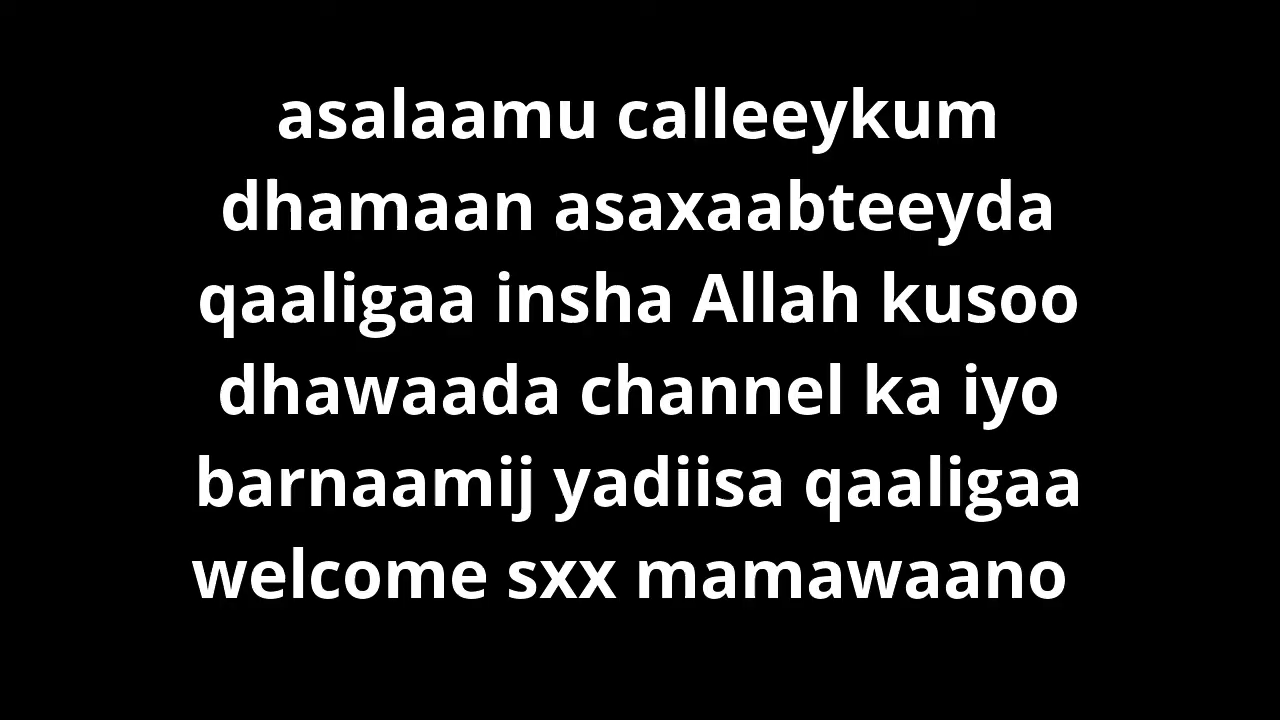 asalaamu calleeykum
dhamaan asaxaabteeyda
qaaligaa insha Allah kusoo
dhawaada channel ka iyo
barnaamij yadiisa qaaligaa
welcome sxx mamawaano